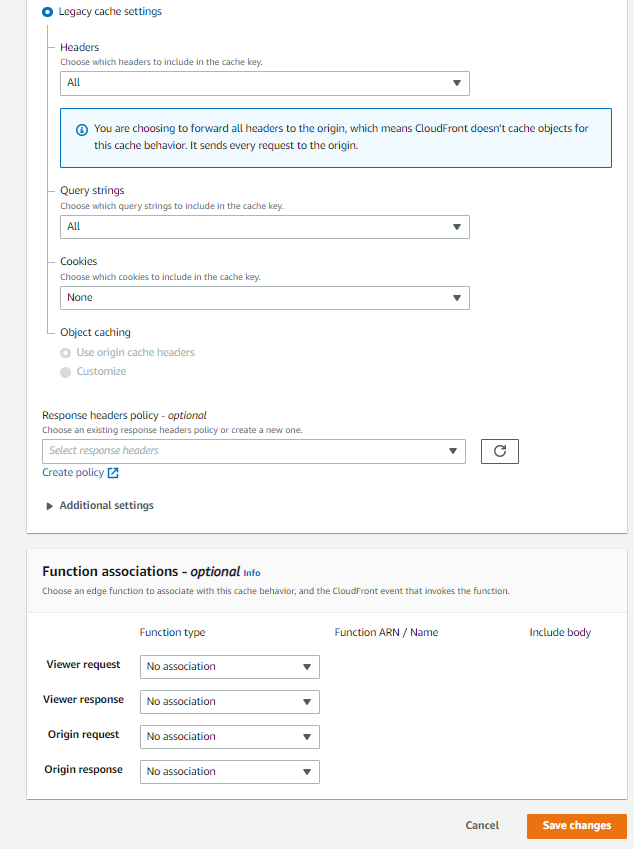 Legacy cache settings
Headers
Choose which headers to include in the cache key.
All
You are choosing to forward all headers to the origin, which means CloudFront doesn't cache objects for
this cache behavior. It sends every request to the origin.
Query strings
Choose which query strings to include in the cache key.
All
Cookies
Choose which cookies to include in the cache key.
None
Object caching
Use origin cache headers
Customize
Response headers policy - optional
Choose an existing response headers policy or create a new one.
Select response headers
Create policy
Additional settings
Function associations - optional Info
Choose an edge function to associate with this cache behavior, and the CloudFront event that invokes the function.
Function type Function ARN / Name Include body
Viewer request No association
Viewer response No association
Origin request No association
Origin response No association
Cancel Save changes